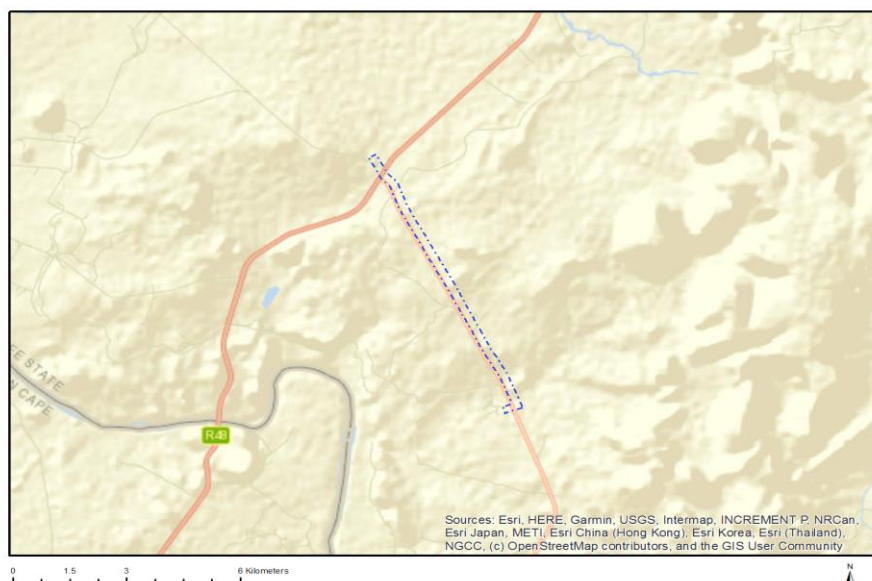 EE STATE
N CAPE
R48
Sources: Esri, HERE, Garmin, USGS, Intermap, INCREMENT P, NRCan,
Esri Japan, METI, Esri China (Hong Kong), Esri Korea, Esri (Thailand),
NGCC, (c) OpenStreetMap contributors, and the GIS User Community
0 1.5 3 6 Kilometers
N